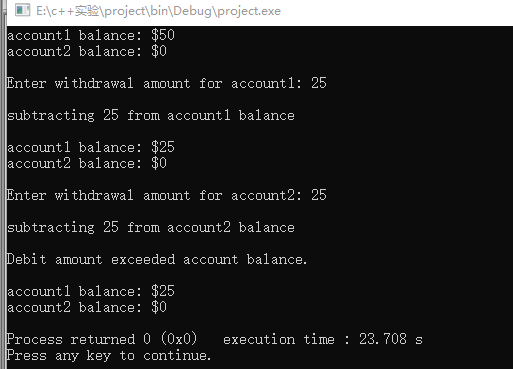 E:\c++实验\project\bin\Debug\project.exe
account1 balance: $50
account2 balance: $0
Enter withdrawal amount for account1: 25
subtracting 25 from account1 balance
account1 balance: $25
account2 balance: $0
Enter withdrawal amount for account2: 25
subtracting 25 from account2 balance
Debit amount exceeded account balance.
account1 balance: $25
account2 balance: $0
Process returned 0 (0x0)   execution time : 23.708 s
Press any key to continue.